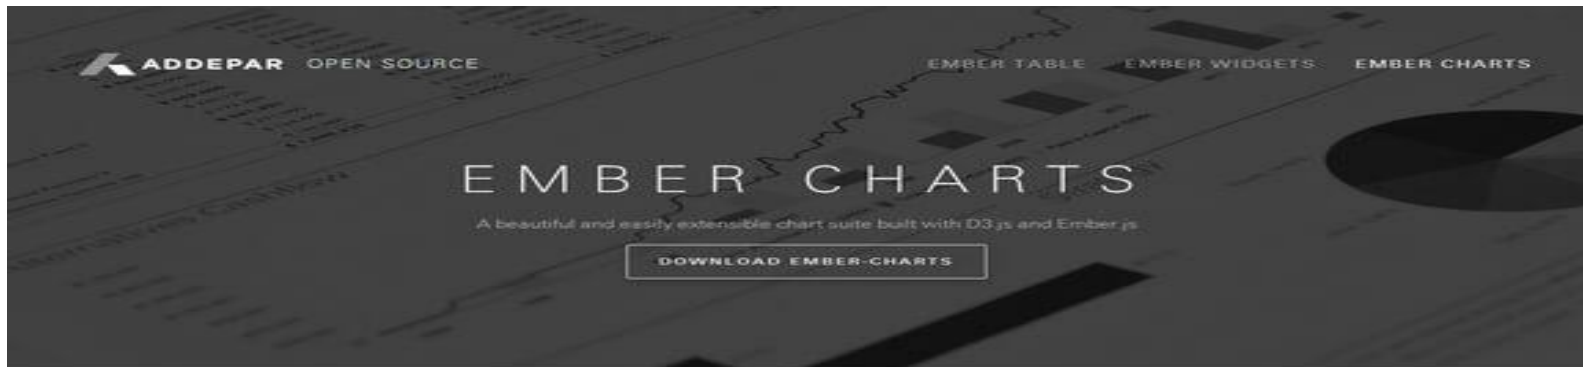 ADDEPAR OPEN SOURCE EMBER TABLE EMBER WIDGETS EMBER CHARTS
EMBER CHARTS
A beautiful and easily extensible chart suite built with D3.js and Ember.js
DOWNLOAD EMBER-CHARTS